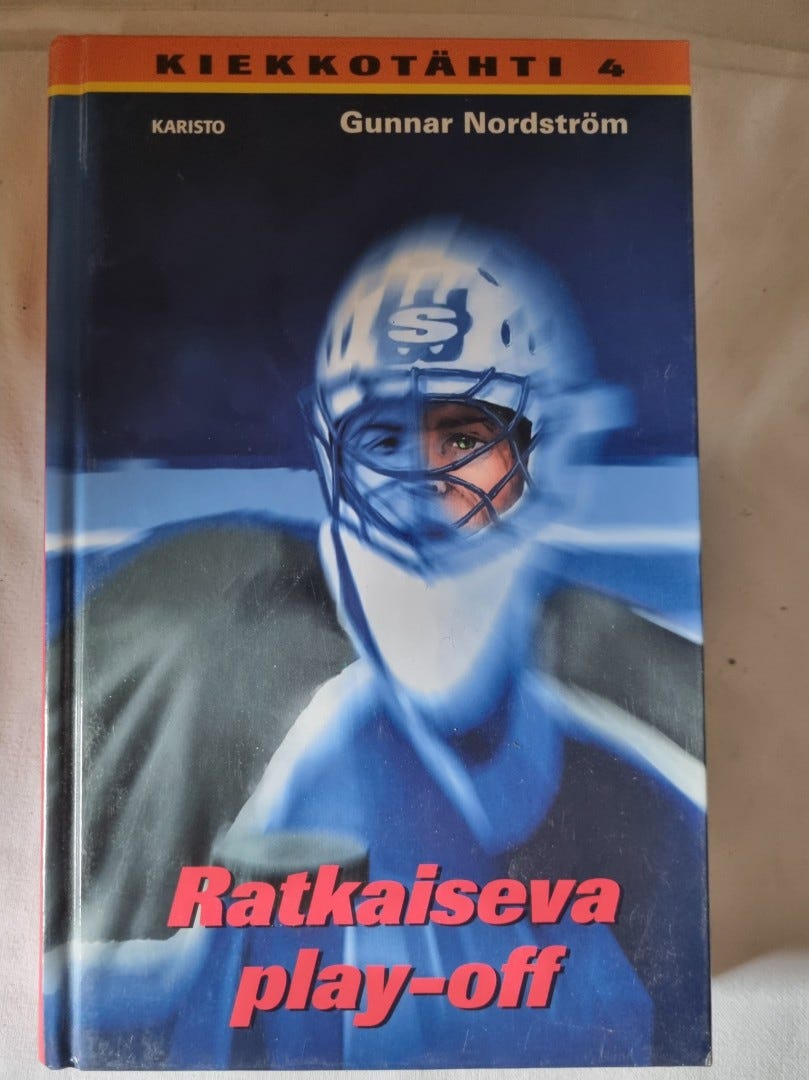 KIEKKOTÄHTI 4
KARISTO
Gunnar Nordström
S
Ratkaiseva
play-off